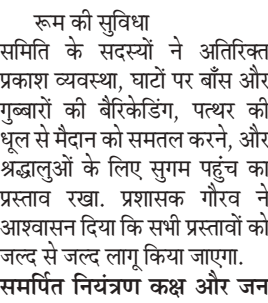 रूम की सुविधा
समिति के सदस्यों ने अतिरिक्त
प्रकाश व्यवस्था, घाटों पर बाँस और
गुब्बारों की बैरिकेडिंग, पत्थर की
धूल से मैदान को समतल करने, और
श्रद्धालुओं के लिए सुगम पहुंच का
प्रस्ताव रखा। प्रशासक गौरव ने
आश्वासन दिया कि सभी प्रस्तावों को
जल्द से जल्द लागू किया जाएगा।
समर्पित नियंत्रण कक्ष और जन